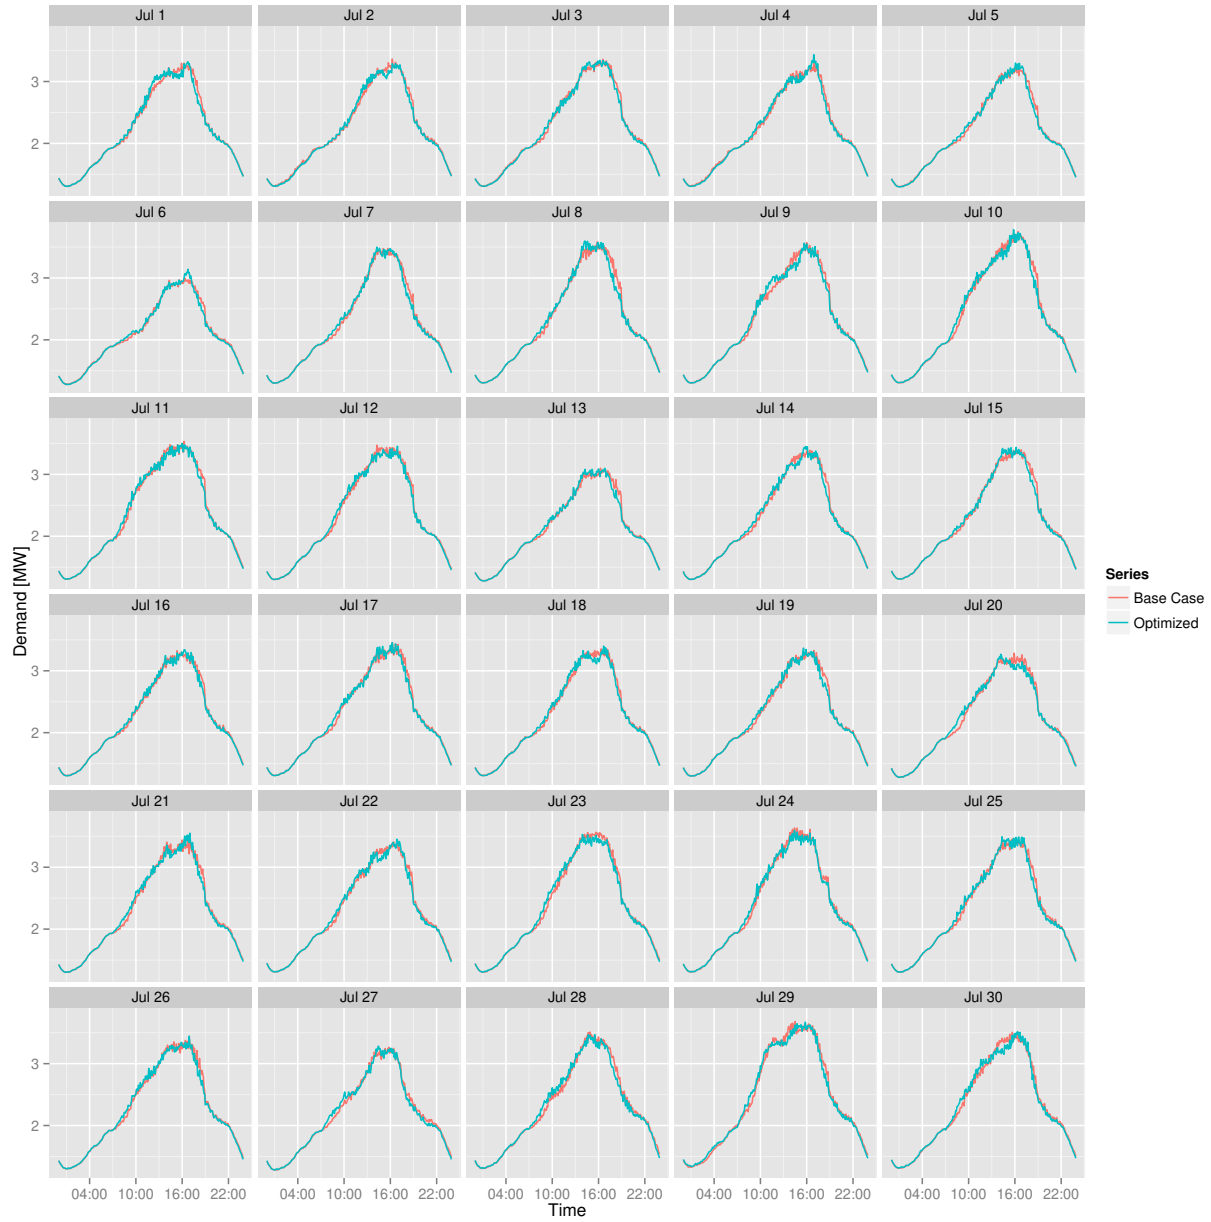 Jul 1 Jul 2 Jul 3 Jul 4 Jul 5
3
2
Jul 6 Jul 7 Jul 8 Jul 9 Jul 10
3
2
Jul 11 Jul 12 Jul 13 Jul 14 Jul 15
3
2
Demand [MW]
Series
Base Case
Optimized
Jul 16 Jul 17 Jul 18 Jul 19 Jul 20
3
2
Jul 21 Jul 22 Jul 23 Jul 24 Jul 25
3
2
Jul 26 Jul 27 Jul 28 Jul 29 Jul 30
3
2
04:00 10:00 16:00 22:00 04:00 10:00 16:00 22:00 04:00 10:00 16:00 22:00 04:00 10:00 16:00 22:00 04:00 10:00 16:00 22:00
Time